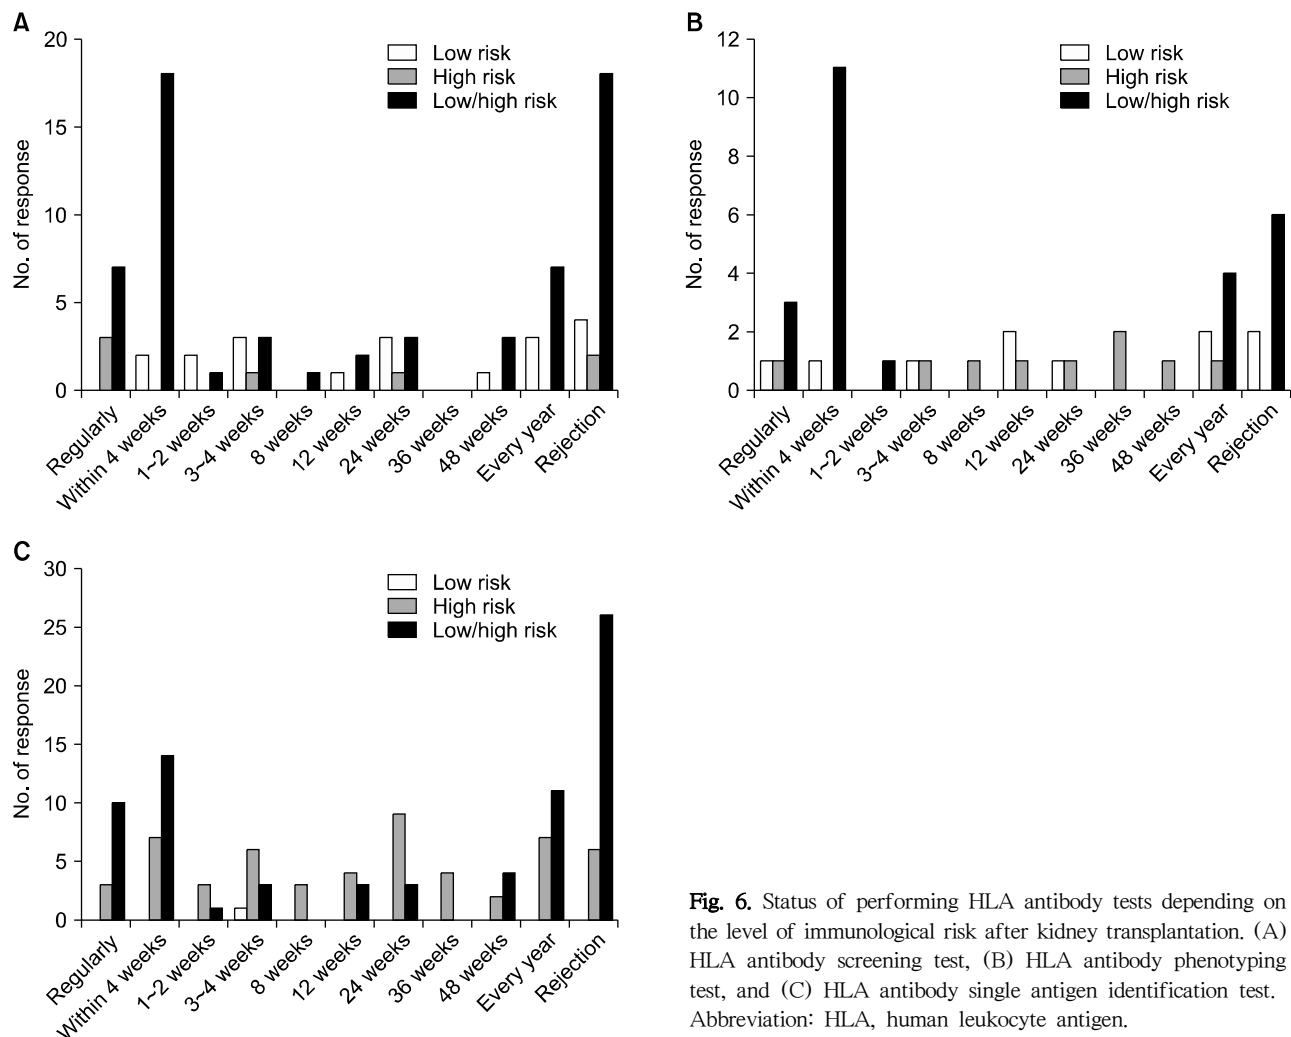 A
20
15
10
5
0
No. of response
Low risk
High risk
Low/high risk
Regularly
Within 4 weeks
1~2 weeks
3~4 weeks
8 weeks
12 weeks
24 weeks
36 weeks
48 weeks
Every year
Rejection
B
12
10
8
6
4
2
0
No. of response
Low risk
High risk
Low/high risk
Regularly
Within 4 weeks
1~2 weeks
3~4 weeks
8 weeks
12 weeks
24 weeks
36 weeks
48 weeks
Every year
Rejection
C
30
25
20
15
10
5
0
No. of response
Low risk
High risk
Low/high risk
Regularly
Within 4 weeks
1~2 weeks
3~4 weeks
8 weeks
12 weeks
24 weeks
36 weeks
48 weeks
Every year
Rejection
Fig. 6. Status of performing HLA antibody tests depending on
the level of immunological risk after kidney transplantation. (A)
HLA antibody screening test, (B) HLA antibody phenotyping
test, and (C) HLA antibody single antigen identification test.
Abbreviation: HLA, human leukocyte antigen.